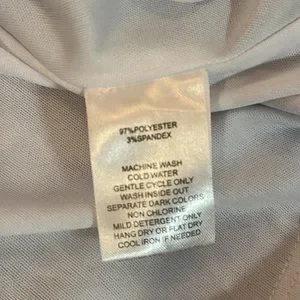 97%POLYESTER
3%SPANDEX
MACHINE WASH
COLD WATER
GENTLE CYCLE ONLY
WASH INSIDE OUT
SEPARATE DARK COLORS
NON CHLORINE
MILD DETERGENT ONLY
HANG DRY OR FLAT DRY
COOL IRON IF NEEDED